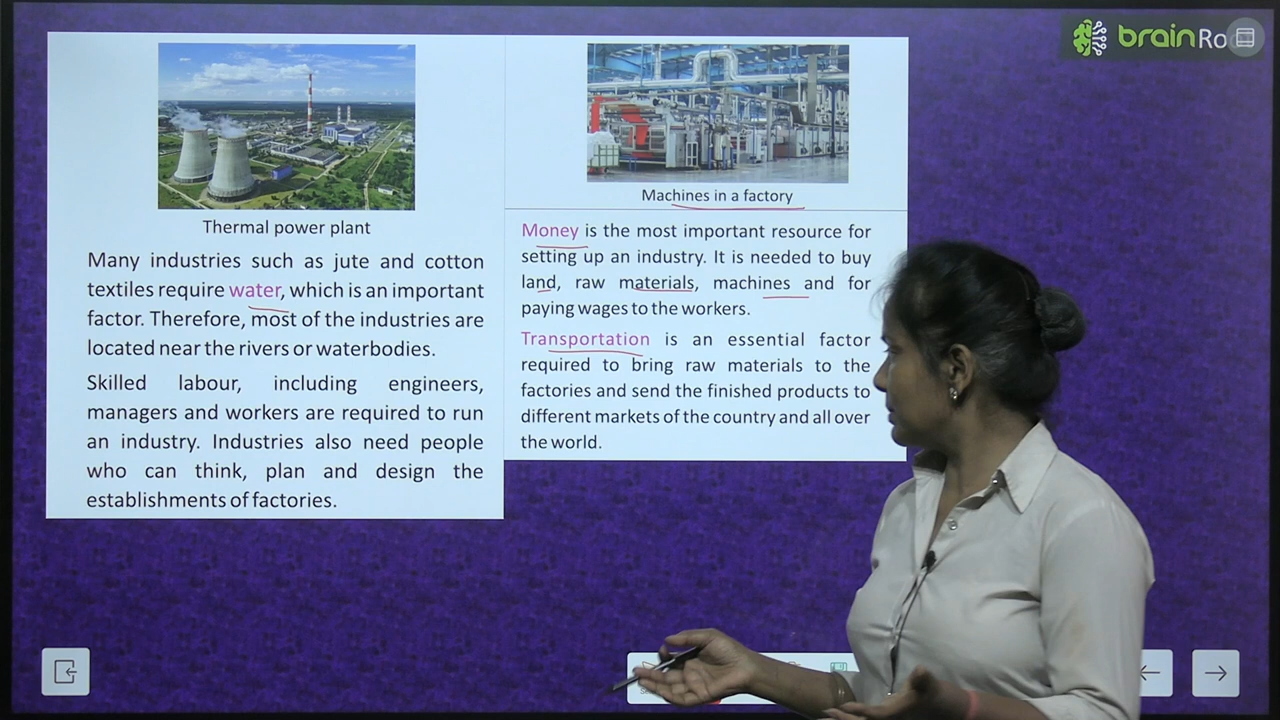 brainRo
Thermal power plant
Many industries such as jute and cotton
textiles require water, which is an important
factor. Therefore, most of the industries are
located near the rivers or waterbodies.
Skilled labour, including engineers,
managers and workers are required to run
an industry. Industries also need people
who can think, plan and design the
establishments of factories.
Machines in a factory
Money is the most important resource for
setting up an industry. It is needed to buy
land, raw materials, machines and for
paying wages to the workers.
Transportation is an essential factor
required to bring raw materials to the
factories and send the finished products to
different markets of the country and all over
the world.